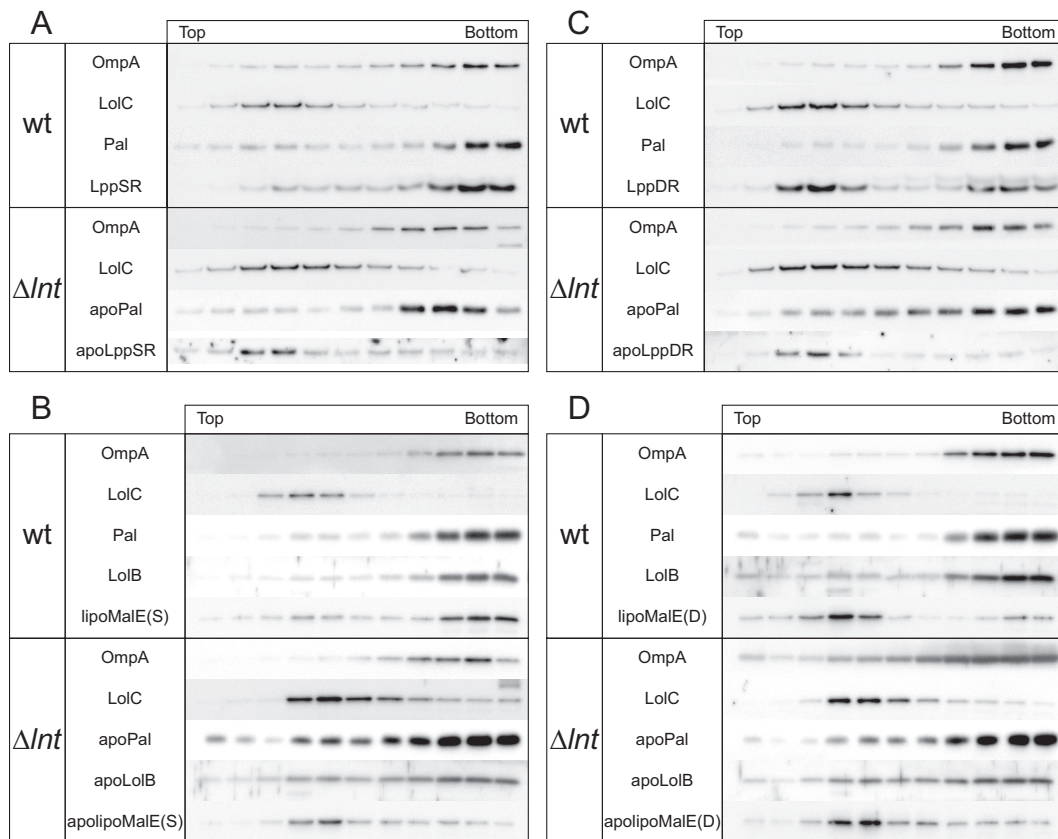 A
Top Bottom
wt
OmpA
LolC
Pal
LppSR
Δlnt
OmpA
LolC
apoPal
apoLppSR
C
Top Bottom
wt
OmpA
LolC
Pal
LppDR
Δlnt
OmpA
LolC
apoPal
apoLppDR
B
Top Bottom
wt
OmpA
LolC
Pal
LolB
lipoMalE(S)
Δlnt
OmpA
LolC
apoPal
apoLolB
apolipoMalE(S)
D
Top Bottom
wt
OmpA
LolC
Pal
LolB
lipoMalE(D)
Δlnt
OmpA
LolC
apoPal
apoLolB
apolipoMalE(D)